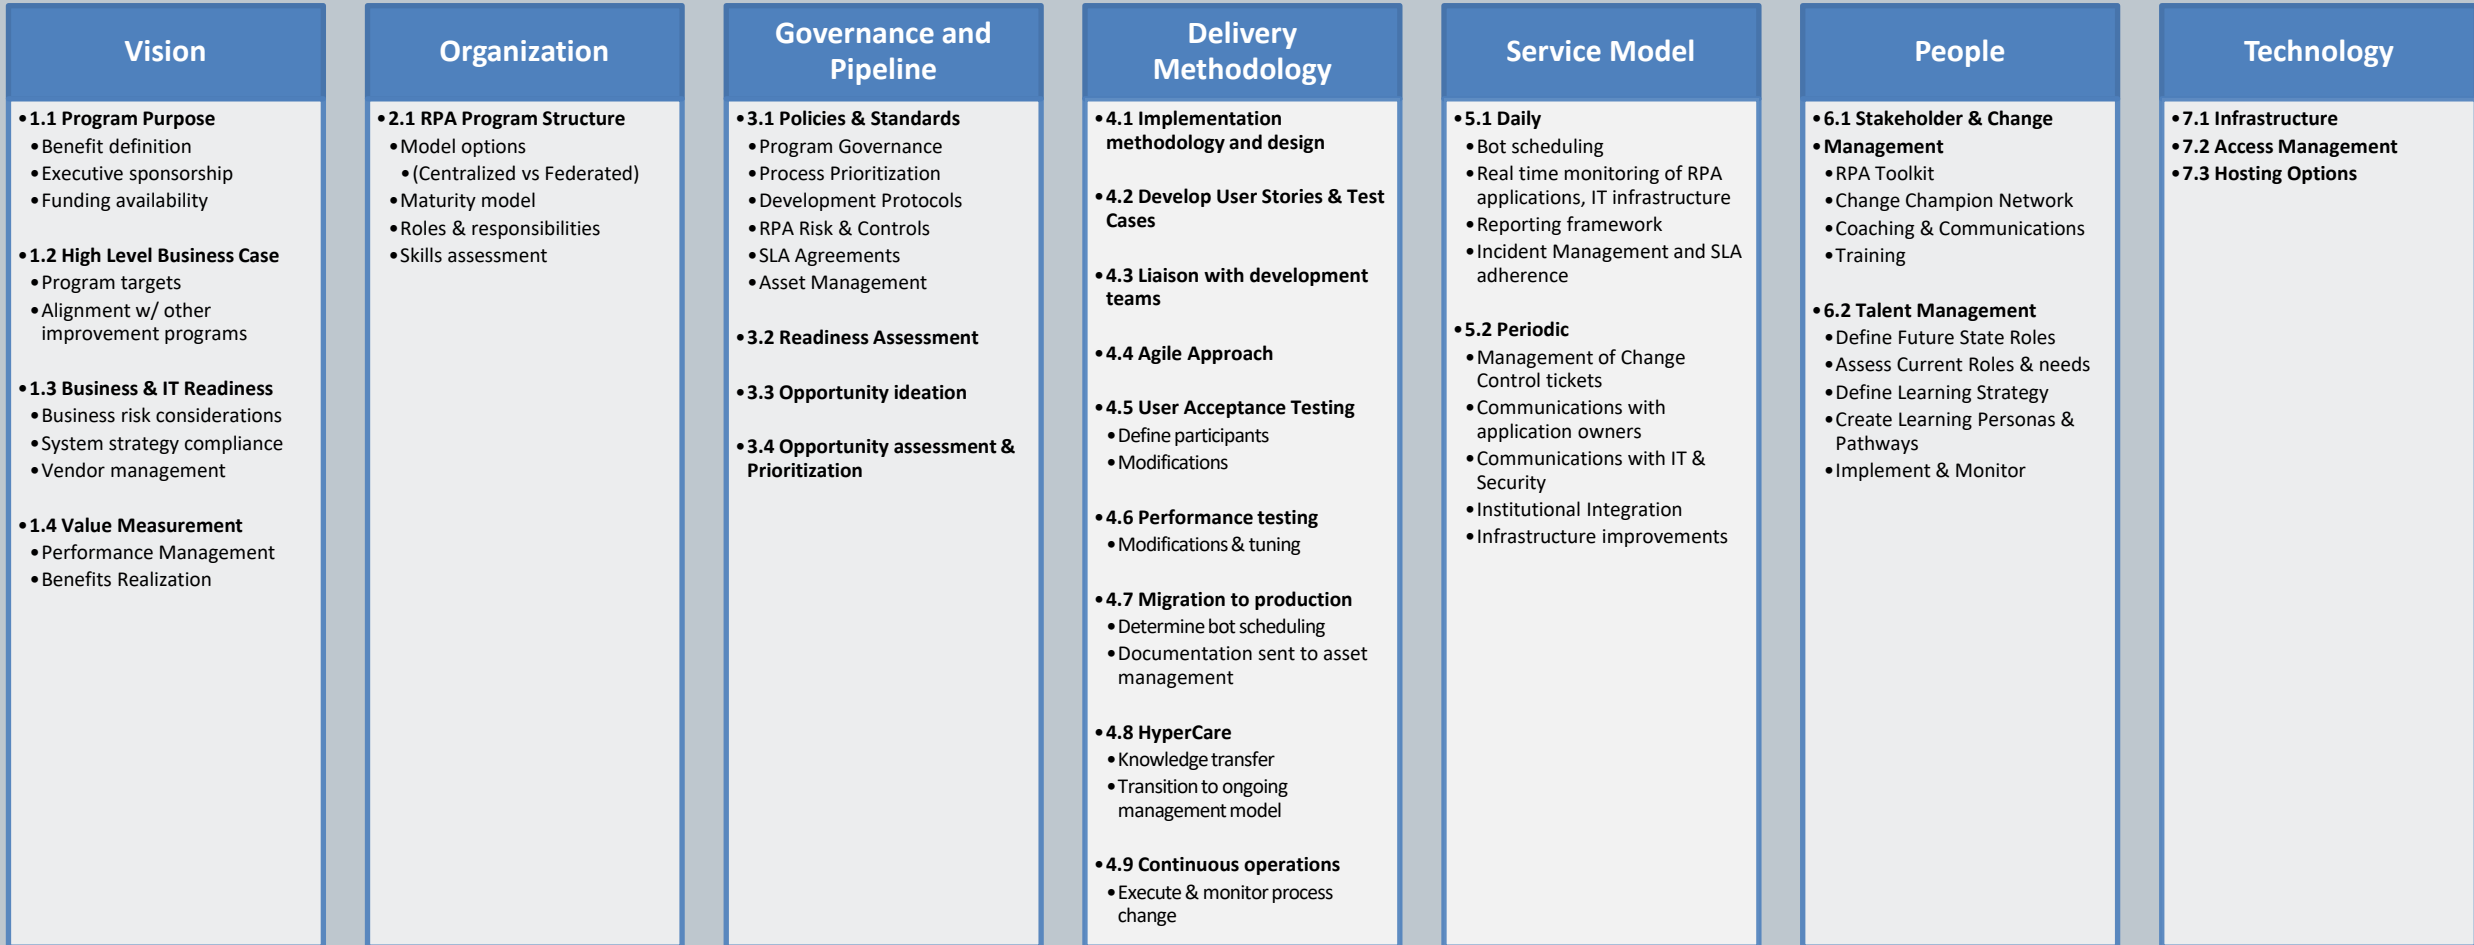 Vision
•1.1 Program Purpose
•Benefit definition
•Executive sponsorship
•Funding availability
•1.2 High Level Business Case
•Program targets
•Alignment w/ other
improvement programs
•1.3 Business & IT Readiness
•Business risk considerations
•System strategy compliance
•Vendor management
•1.4 Value Measurement
•Performance Management
•Benefits Realization
Organization
•2.1 RPA Program Structure
•Model options
•(Centralized vs Federated)
•Maturity model
•Roles & responsibilities
•Skills assessment
Governance and
Pipeline
•3.1 Policies & Standards
•Program Governance
•Process Prioritization
•Development Protocols
•RPA Risk & Controls
•SLA Agreements
•Asset Management
•3.2 Readiness Assessment
•3.3 Opportunity ideation
•3.4 Opportunity assessment &
Prioritization
Delivery
Methodology
•4.1 Implementation
methodology and design
•4.2 Develop User Stories & Test
Cases
•4.3 Liaison with development
teams
•4.4 Agile Approach
•4.5 User Acceptance Testing
•Define participants
•Modifications
•4.6 Performance testing
•Modifications & tuning
•4.7 Migration to production
•Determine bot scheduling
•Documentation sent to asset
management
•4.8 HyperCare
•Knowledge transfer
•Transition to ongoing
management model
•4.9 Continuous operations
•Execute & monitor process
change
Service Model
•5.1 Daily
•Bot scheduling
•Real time monitoring of RPA
applications, IT infrastructure
•Reporting framework
•Incident Management and SLA
adherence
•5.2 Periodic
•Management of Change
Control tickets
•Communications with
application owners
•Communications with IT &
Security
•Institutional Integration
•Infrastructure improvements
People
•6.1 Stakeholder & Change
•Management
•RPA Toolkit
•Change Champion Network
•Coaching & Communications
•Training
•6.2 Talent Management
•Define Future State Roles
•Assess Current Roles & needs
•Define Learning Strategy
•Create Learning Personas &
Pathways
•Implement & Monitor
Technology
•7.1 Infrastructure
•7.2 Access Management
•7.3 Hosting Options